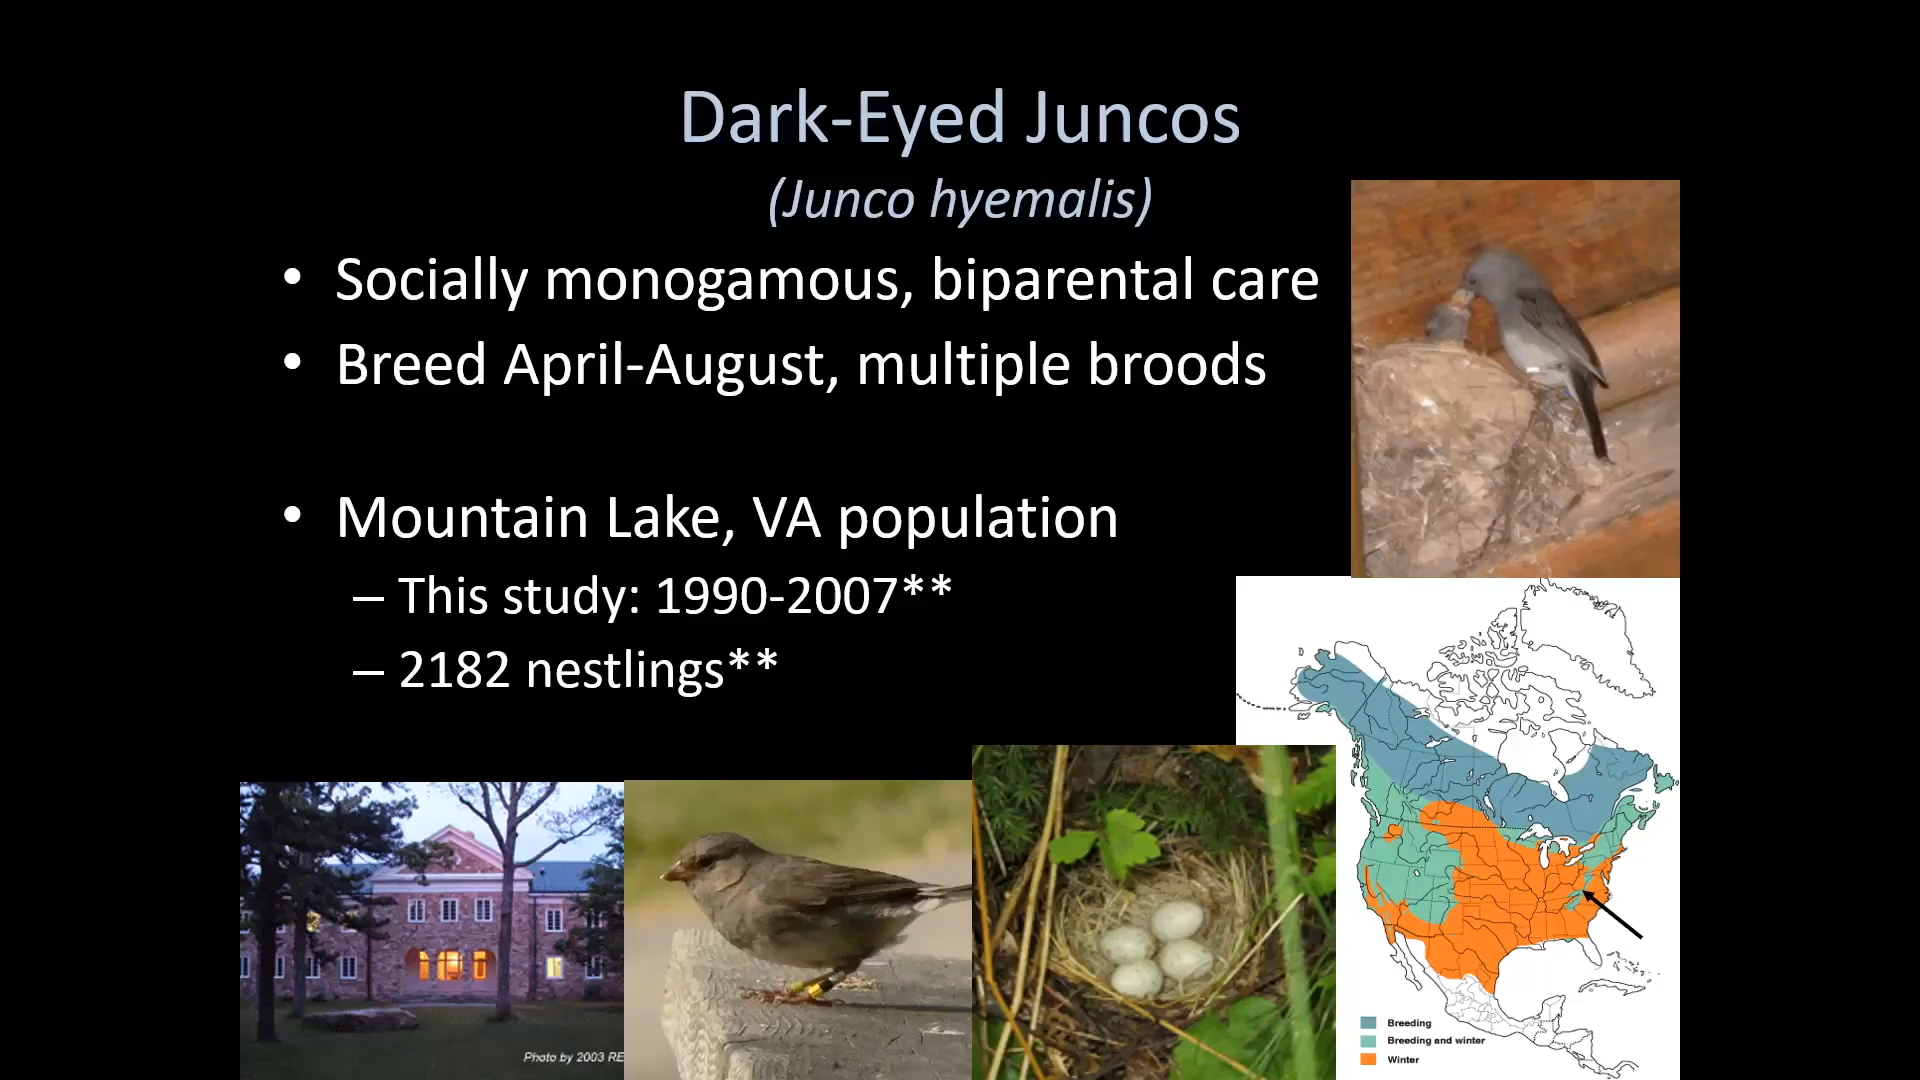 Dark-Eyed Juncos
(Junco hyemalis)
• Socially monogamous, biparental care
• Breed April-August, multiple broods
• Mountain Lake, VA population
– This study: 1990-2007**
– 2182 nestlings**
Photo by 2003 RE
Breeding
Breeding and winter
Winter